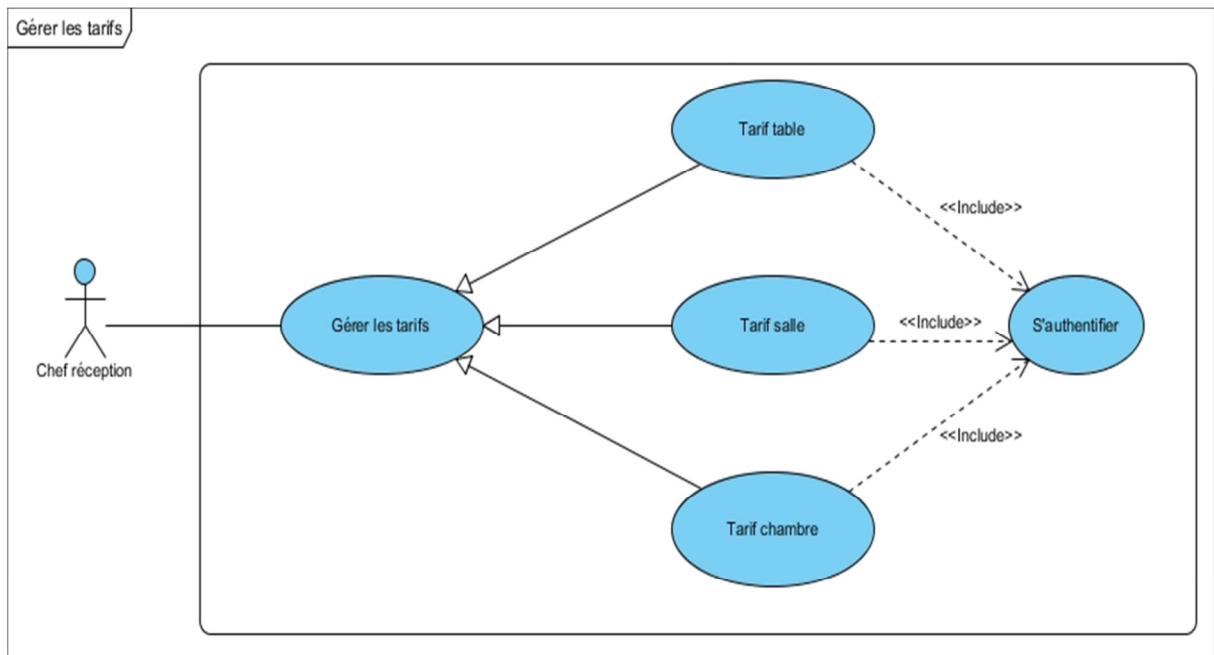 Gérer les tarifs
Tarif table
<<Include>>
Gérer les tarifs
Tarif salle
<<Include>>
S'authentifier
Chef réception
<<Include>>
Tarif chambre